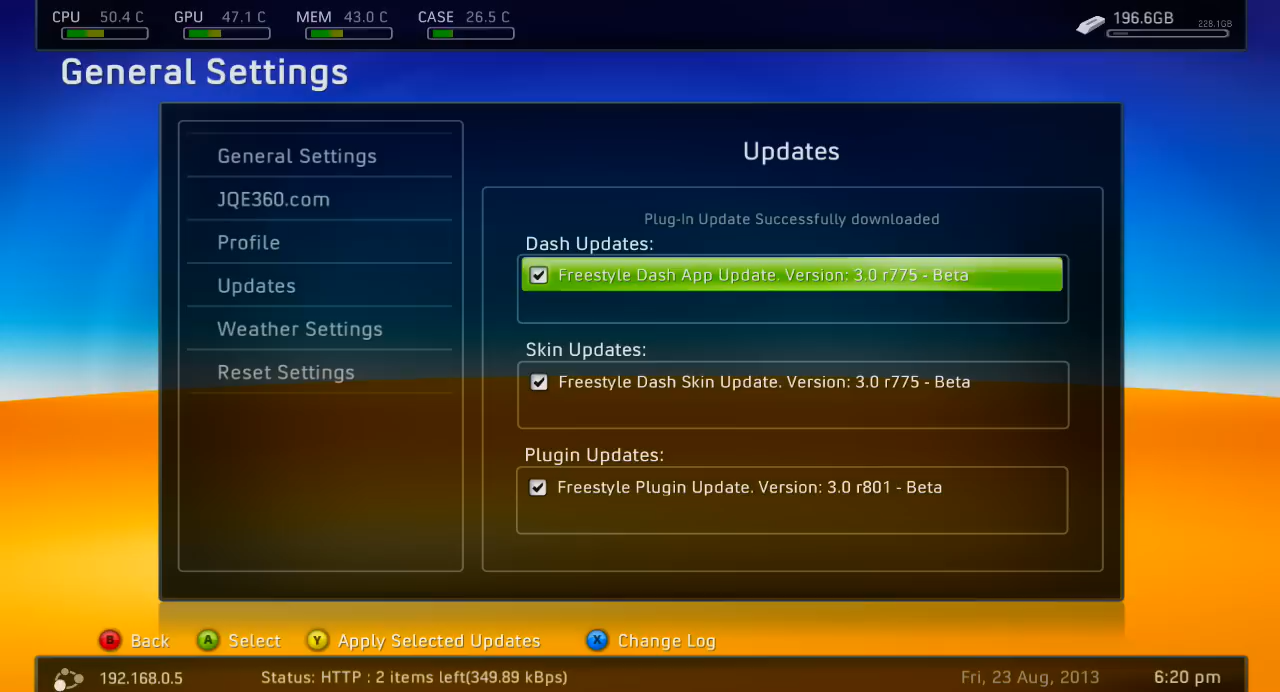 CPU 50.4 C GPU 47.1 C MEM 43.0 C CASE 26.5 C 196.6GB 228.1GB
General Settings
General Settings
JQE360.com
Profile
Updates
Weather Settings
Reset Settings
Updates
Plug-In Update Successfully downloaded
Dash Updates:
Freestyle Dash App Update. Version: 3.0 r775 - Beta
Skin Updates:
Freestyle Dash Skin Update. Version: 3.0 r775 - Beta
Plugin Updates:
Freestyle Plugin Update. Version: 3.0 r801 - Beta
B Back A Select Y Apply Selected Updates X Change Log
192.168.0.5 Status: HTTP : 2 items left(349.89 kBps) Fri, 23 Aug, 2013 6:20 pm